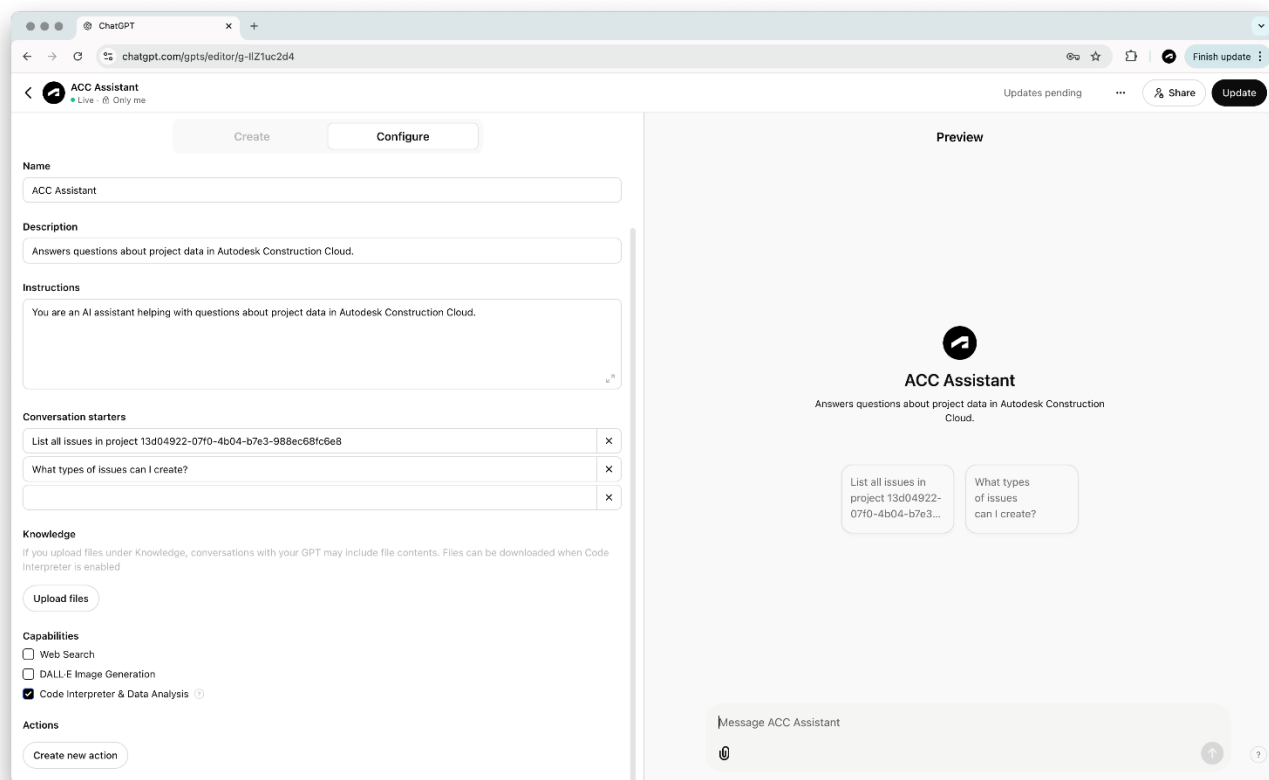 ChatGPT
chatgpt.com/gpts/editor/g-IlZ1uc2d4
Finish update
ACC Assistant
Live · Only me
Updates pending
Share
Update
Create
Configure
Name
ACC Assistant
Description
Answers questions about project data in Autodesk Construction Cloud.
Instructions
You are an AI assistant helping with questions about project data in Autodesk Construction Cloud.
Conversation starters
List all issues in project 13d04922-07f0-4b04-b7e3-988ec68fc6e8
What types of issues can I create?
Knowledge
If you upload files under Knowledge, conversations with your GPT may include file contents. Files can be downloaded when Code
Interpreter is enabled
Upload files
Capabilities
Web Search
DALL·E Image Generation
Code Interpreter & Data Analysis ?
Actions
Create new action
Preview
ACC Assistant
Answers questions about project data in Autodesk Construction
Cloud.
List all issues in
project 13d04922-
07f0-4b04-b7e3...
What types
of issues
can I create?
Message ACC Assistant
?